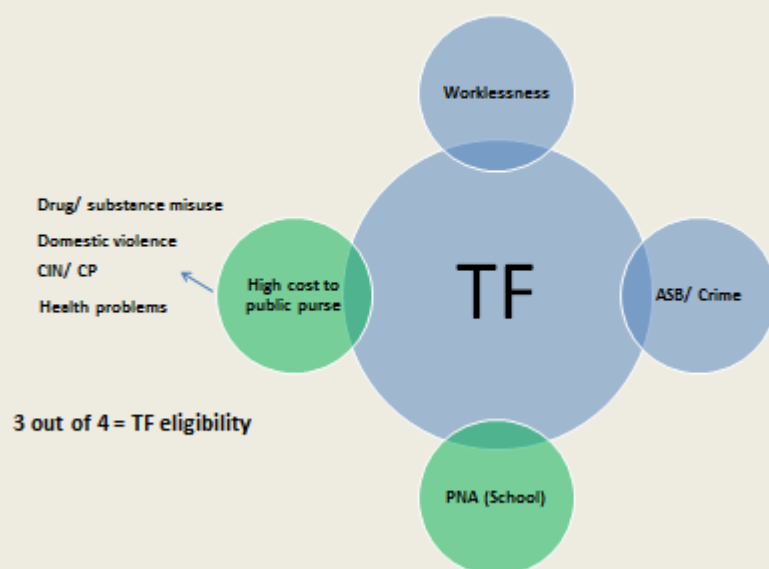 Worklessness
Drug/ substance misuse
Domestic violence
CIN/ CP
Health problems
High cost to
public purse
TF
ASB/ Crime
3 out of 4 = TF eligibility
PNA (School)